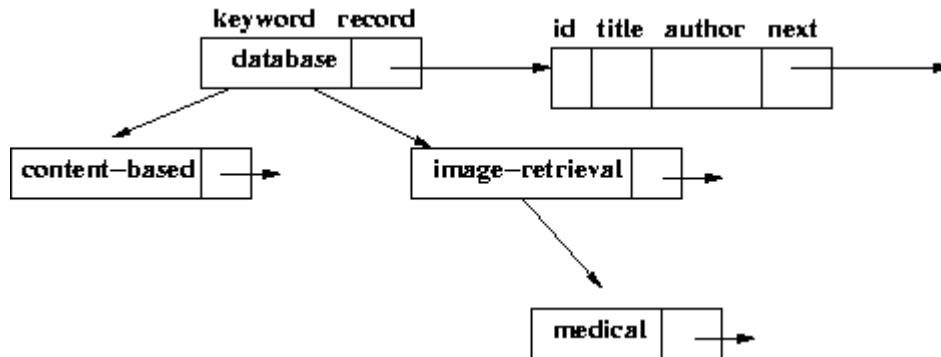 keyword record
id title author next
database
content-based
image-retrieval
medical